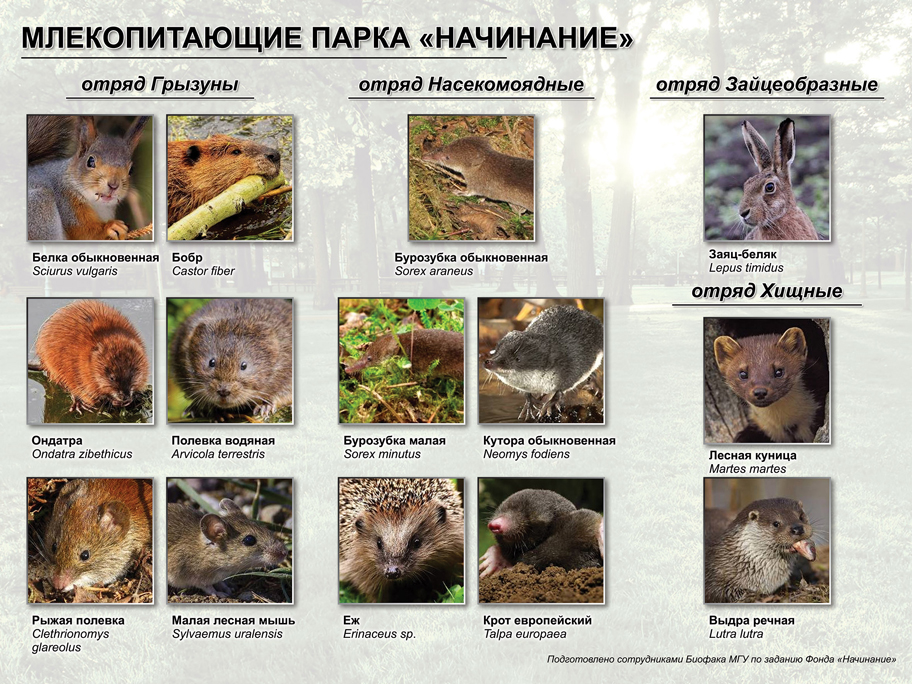 МЛЕКОПИТАЮЩИЕ ПАРКА «НАЧИНАНИЕ»
отряд Грызуны
Белка обыкновенная
Sciurus vulgaris
Бобр
Castor fiber
Ондатра
Ondatra zibethicus
Полевка водяная
Arvicola terrestris
Рыжая полевка
Clethrionomys
glareolus
Малая лесная мышь
Sylvaemus uralensis
отряд Насекомоядные
Бурозубка обыкновенная
Sorex araneus
Бурозубка малая
Sorex minutus
Кутора обыкновенная
Neomys fodiens
Еж
Erinaceus sp.
Крот европейский
Talpa europaea
отряд Зайцеобразные
Заяц-беляк
Lepus timidus
отряд Хищные
Лесная куница
Martes martes
Выдра речная
Lutra lutra
Подготовлено сотрудниками Биофака МГУ по заданию Фонда «Начинание»